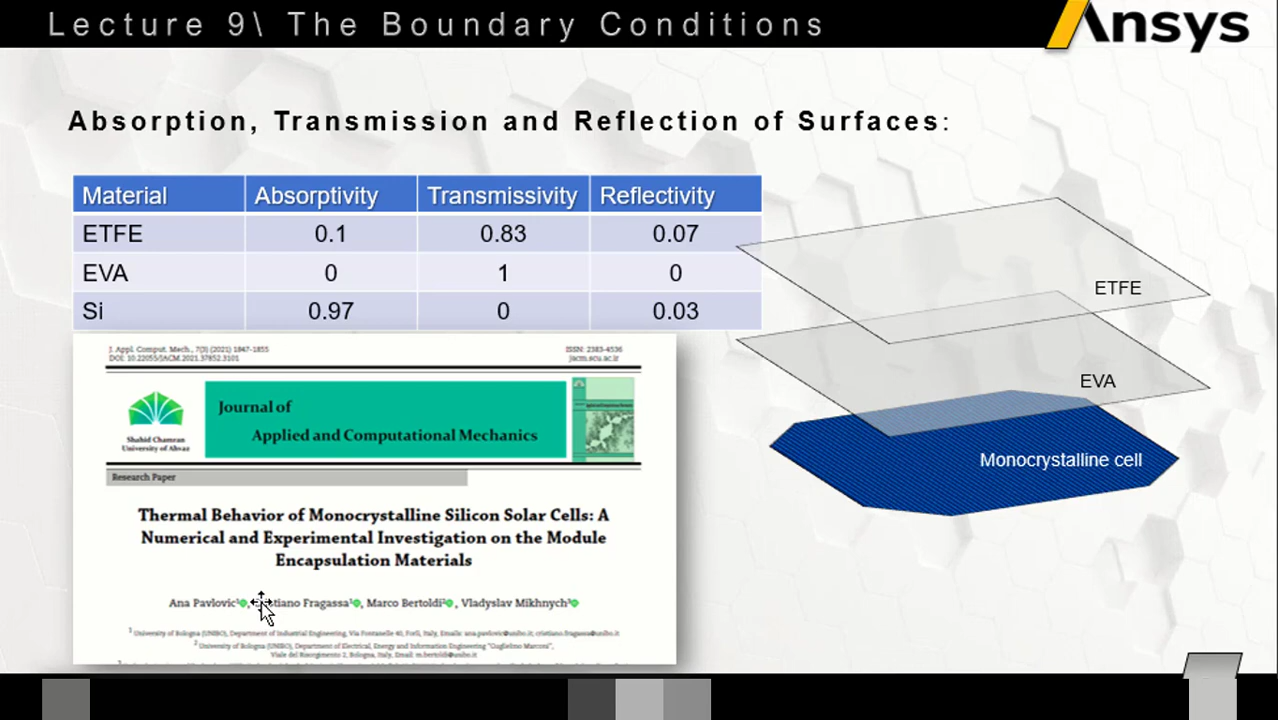 Lecture 9\ The Boundary Conditions
Ansys
Absorption, Transmission and Reflection of Surfaces:
Material Absorptivity Transmissivity Reflectivity
ETFE 0.1 0.83 0.07
EVA 0 1 0
Si 0.97 0 0.03
ETFE
EVA
Monocrystalline cell
J. Appl. Comput. Mech., 7(3) (2021) 1847-1855
DOI: 10.22055/JACM.2021.37852.3101
ISSN: 2383-4536
jacm.scu.ac.ir
Shahid Chamran
University of Ahvaz
Journal of
Applied and Computational Mechanics
Research Paper
Thermal Behavior of Monocrystalline Silicon Solar Cells: A
Numerical and Experimental Investigation on the Module
Encapsulation Materials
Ana Pavlovic1, Fragassa1, Marco Bertoldi2, Vladyslav Mikhnych3
1 University of Bologna (UNIBO), Department of Industrial Engineering, Via Fontanelle 40, Forlì, Italy, Emails: ana.pavlovic@unibo.it, cristiano.fragassa@unibo.it
2 University of Bologna (UNIBO), Department of Electrical, Energy and Information Engineering "Guglielmo Marconi",
Viale del Risorgimento 2, Bologna, Italy, Email: m.bertoldi@unibo.it